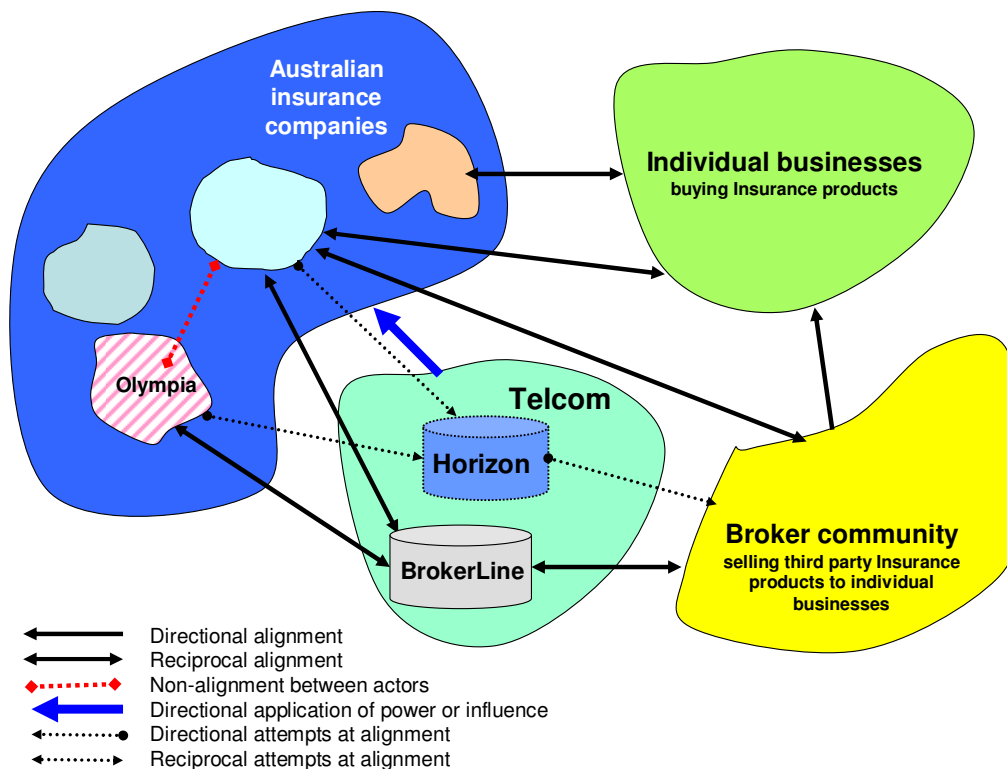 Australian
insurance
companies
Individual businesses
buying Insurance products
Olympia
Telcom
Horizon
BrokerLine
Broker community
selling third party Insurance
products to individual
businesses
Directional alignment
Reciprocal alignment
Non-alignment between actors
Directional application of power or influence
Directional attempts at alignment
Reciprocal attempts at alignment